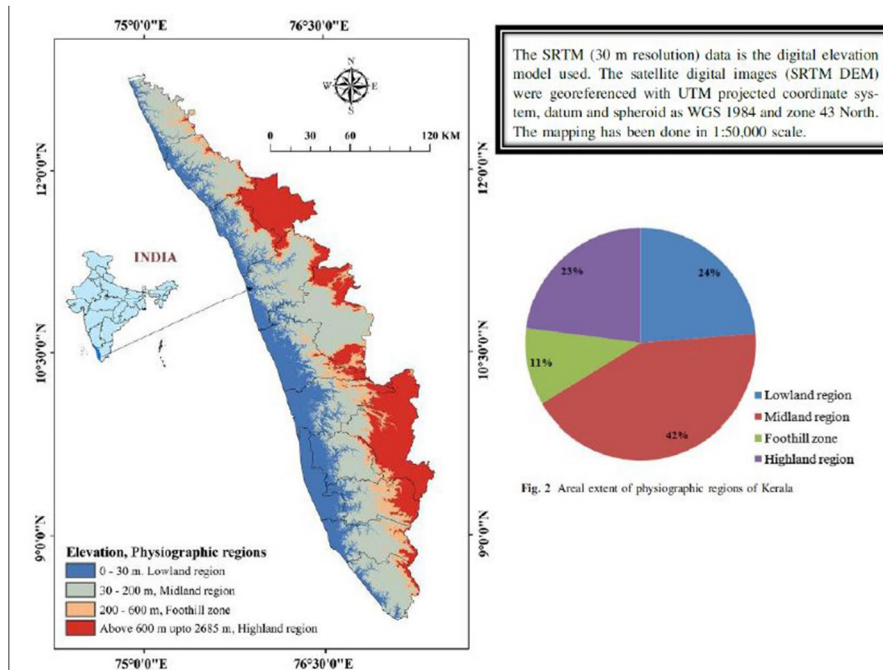 75°0'0"E
76°30'0"E
N
W
E
S
0
30
60
120 KM
12°0'0"N
12°0'0"N
INDIA
10°30'0"N
10°30'0"N
9°0'0"N
9°0'0"N
Elevation, Physiographic regions
0 - 30 m. Lowland region
30 - 200 m, Midland region
200 - 600 m, Foothill zone
Above 600 m upto 2685 m, Highland region
75°0'0"E
76°30'0"E
The SRTM (30 m resolution) data is the digital elevation
model used. The satellite digital images (SRTM DEM)
were georeferenced with UTM projected coordinate sys-
tem, datum and spheroid as WGS 1984 and zone 43 North.
The mapping has been done in 1:50,000 scale.
23%
24%
11%
42%
Lowland region
Midland region
Foothill zone
Highland region
Fig. 2 Areal extent of physiographic regions of Kerala